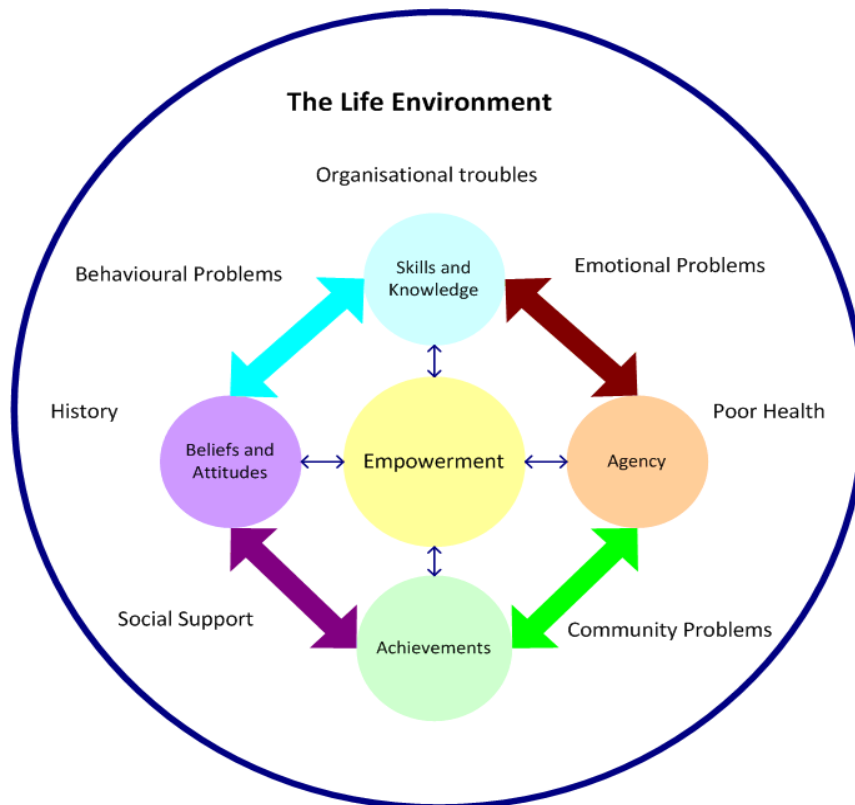 The Life Environment
Organisational troubles
Behavioural Problems
Skills and
Knowledge
Emotional Problems
History
Poor Health
Beliefs and
Attitudes
Empowerment
Agency
Social Support
Achievements
Community Problems